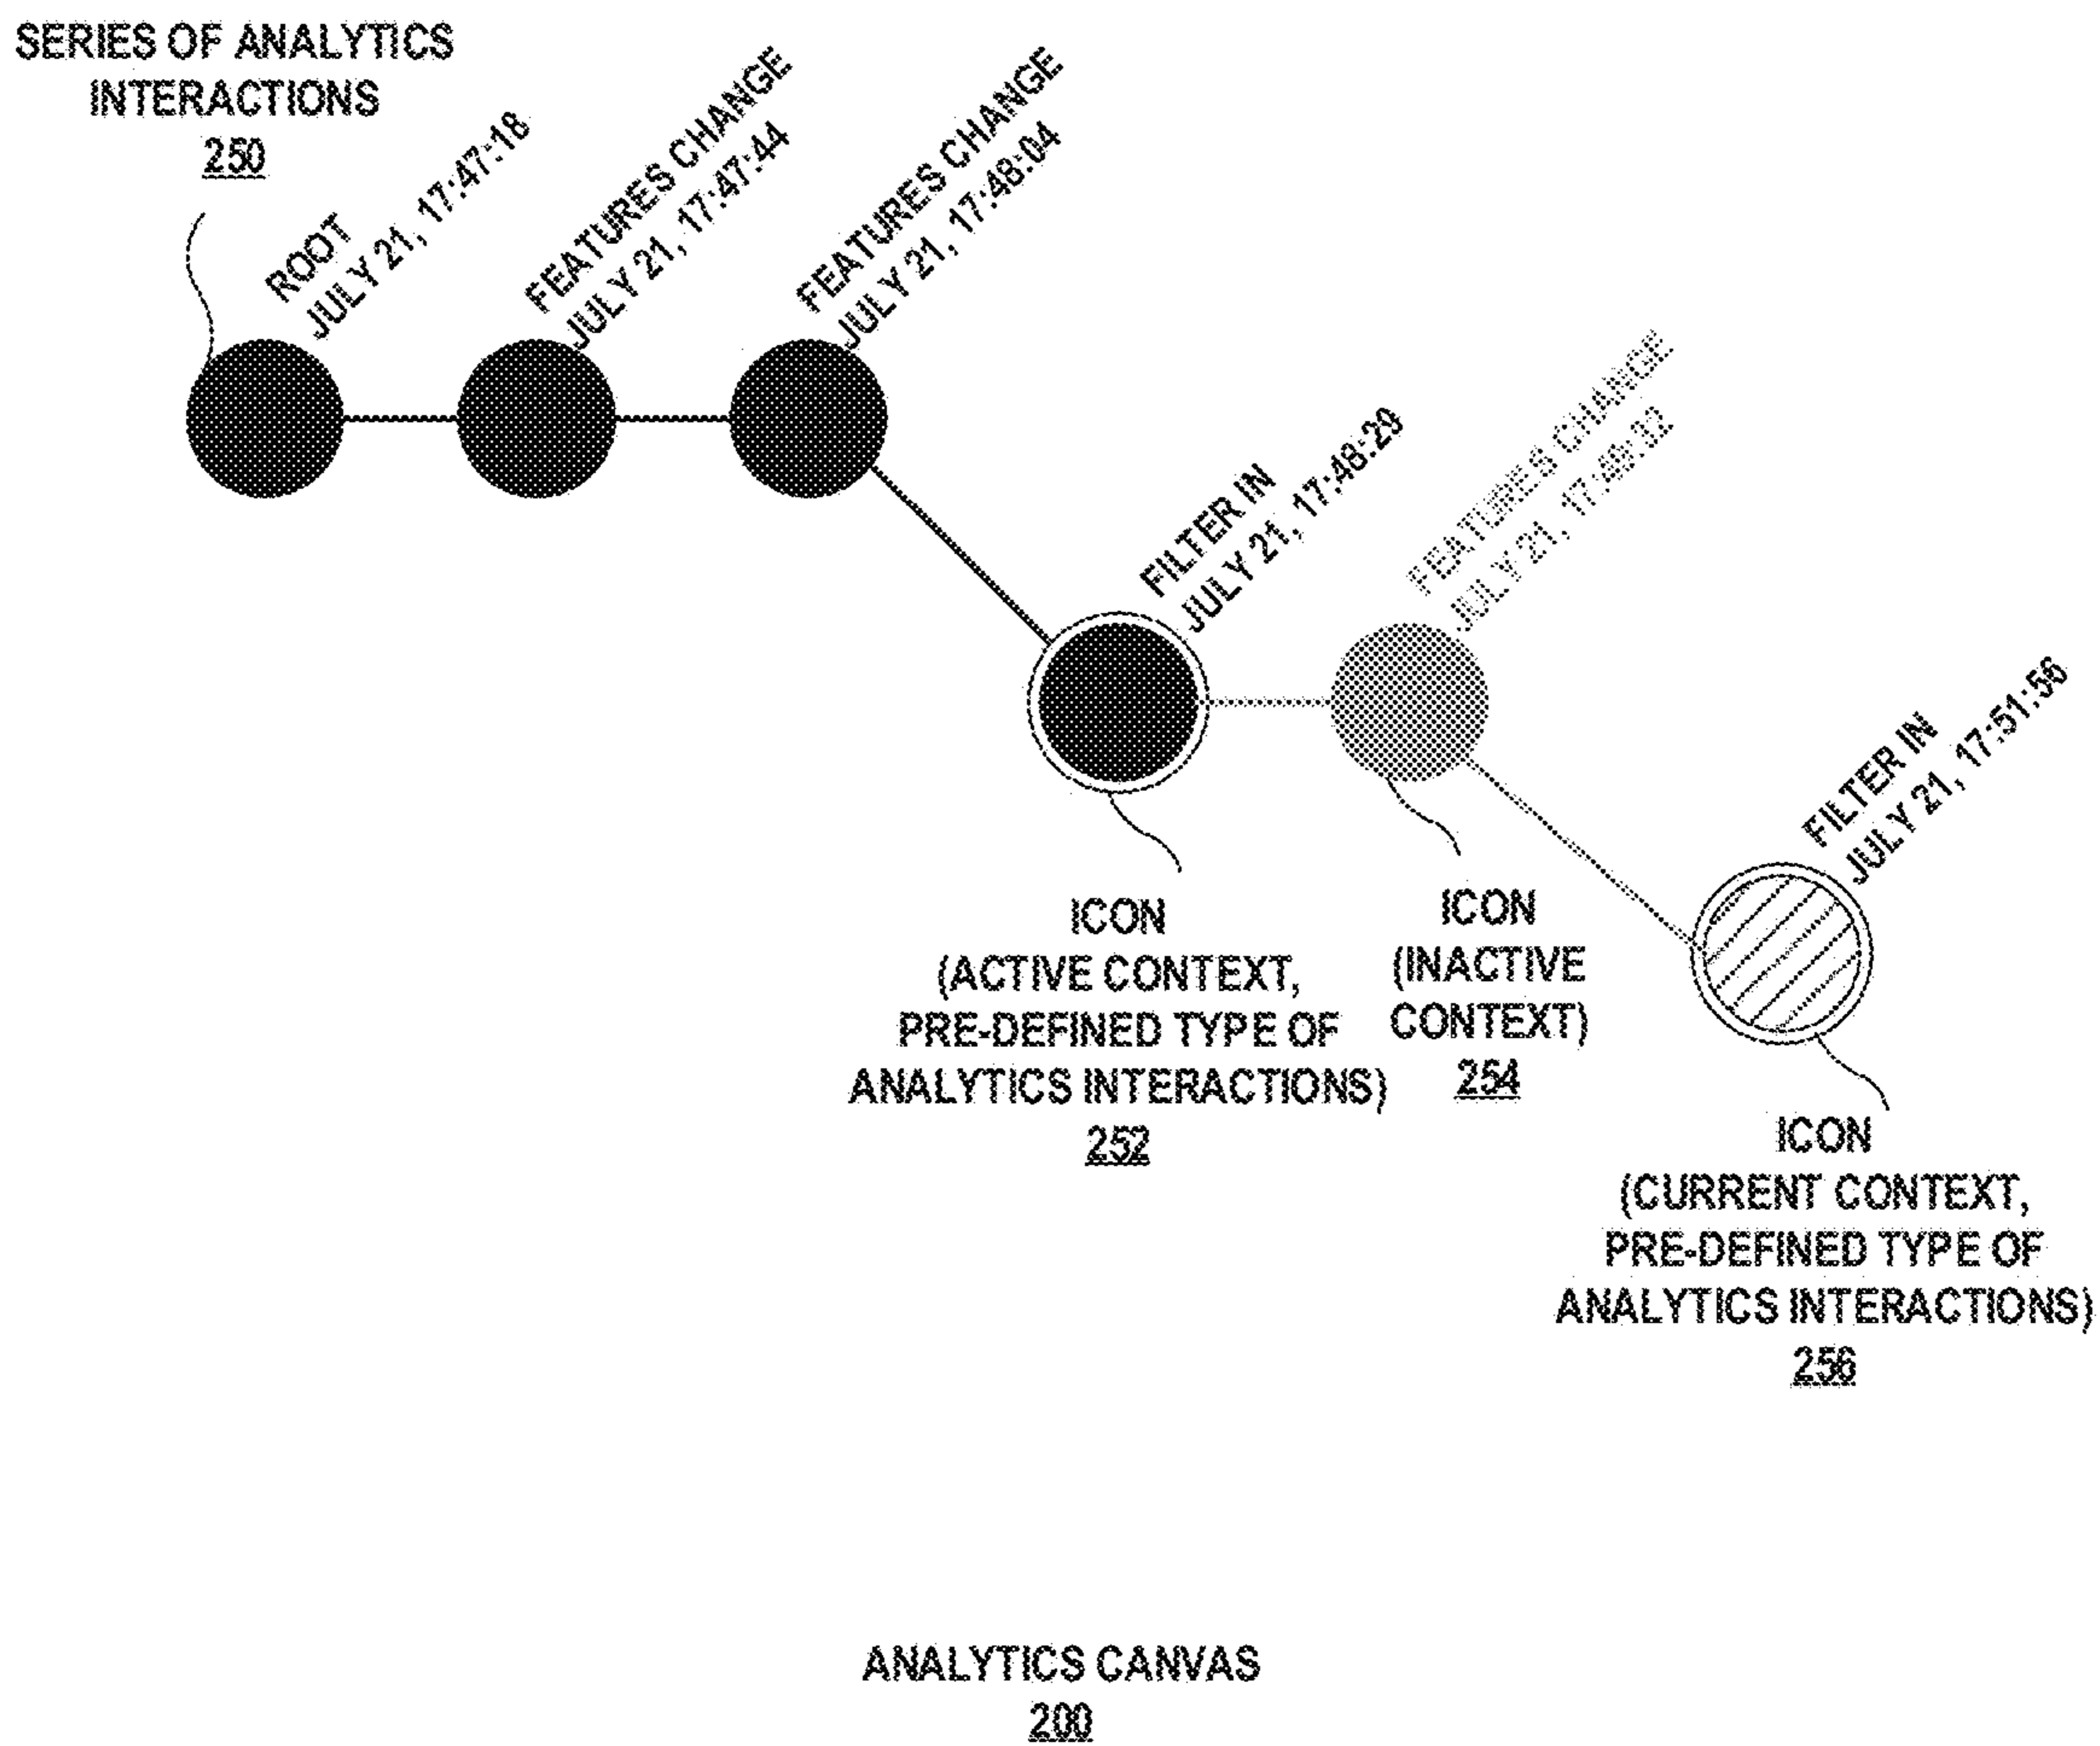 SERIES OF ANALYTICS
INTERACTIONS
250
ROOT
JULY 21, 17:47:18
FEATURES CHANGE
JULY 21, 17:47:44
FEATURES CHANGE
JULY 21, 17:48:04
FILTER IN
JULY 21, 17:48:29
FEATURES CHANGE
JULY 21,
FILTER IN
JULY 21, 17:51:56
ICON
(ACTIVE CONTEXT,
PRE-DEFINED TYPE OF
ANALYTICS INTERACTIONS)
252
ICON
(INACTIVE
CONTEXT)
254
ICON
(CURRENT CONTEXT,
PRE-DEFINED TYPE OF
ANALYTICS INTERACTIONS)
256
ANALYTICS CANVAS
200